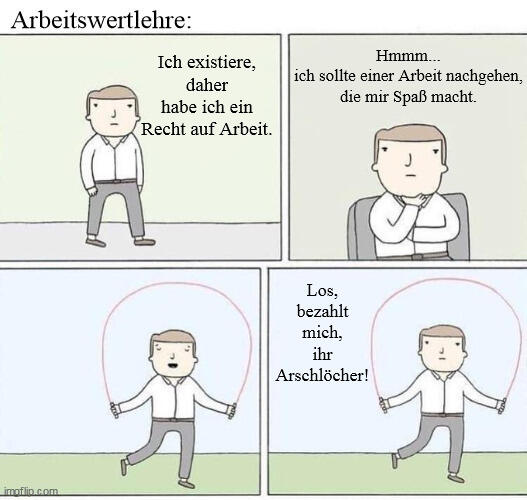 Arbeitswertlehre:
Ich existiere,
daher
habe ich ein
Recht auf Arbeit.
Hmmm...
ich sollte einer Arbeit nachgehen,
die mir Spaß macht.
Los,
bezahlt
mich,
ihr
Arschlöcher!
imgflip.com